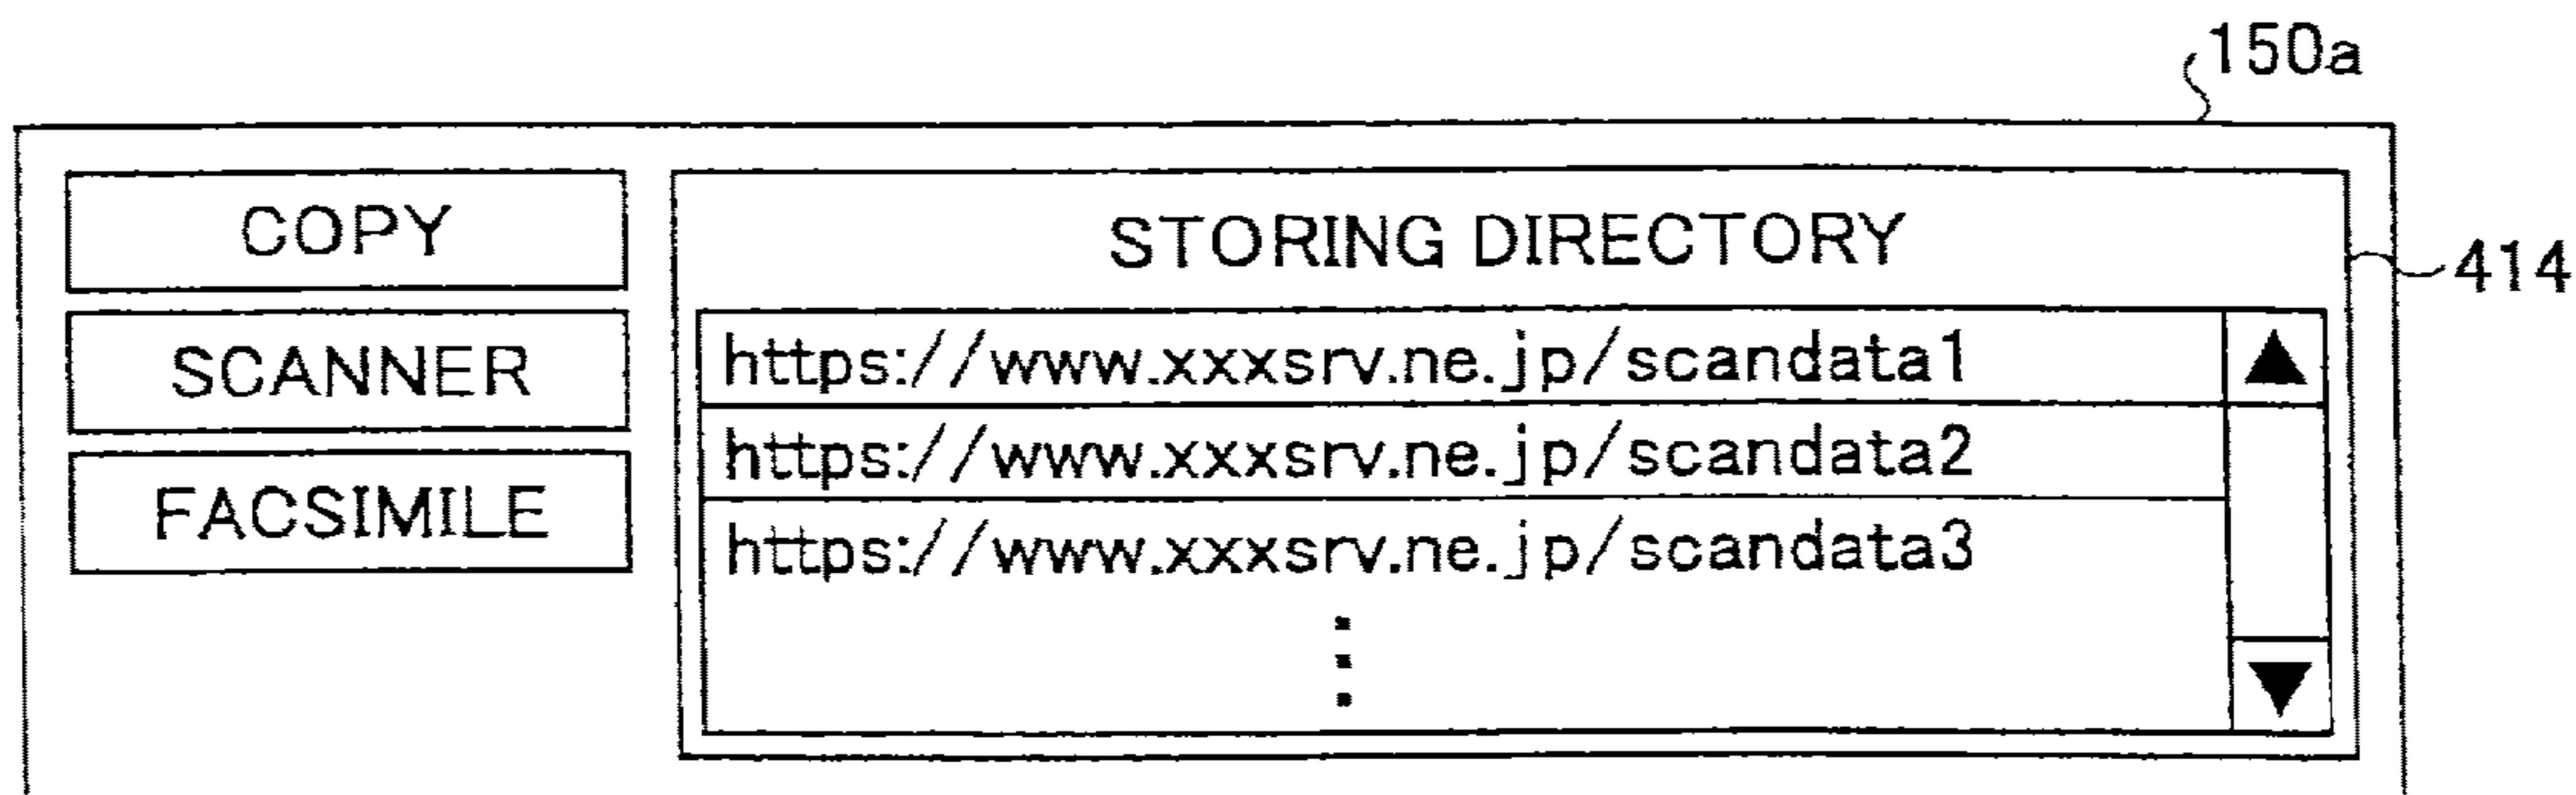 150a
COPY
SCANNER
FACSIMILE
STORING DIRECTORY
414
https://www.xxxsrv.ne.jp/scandata1
https://www.xxxsrv.ne.jp/scandata2
https://www.xxxsrv.ne.jp/scandata3